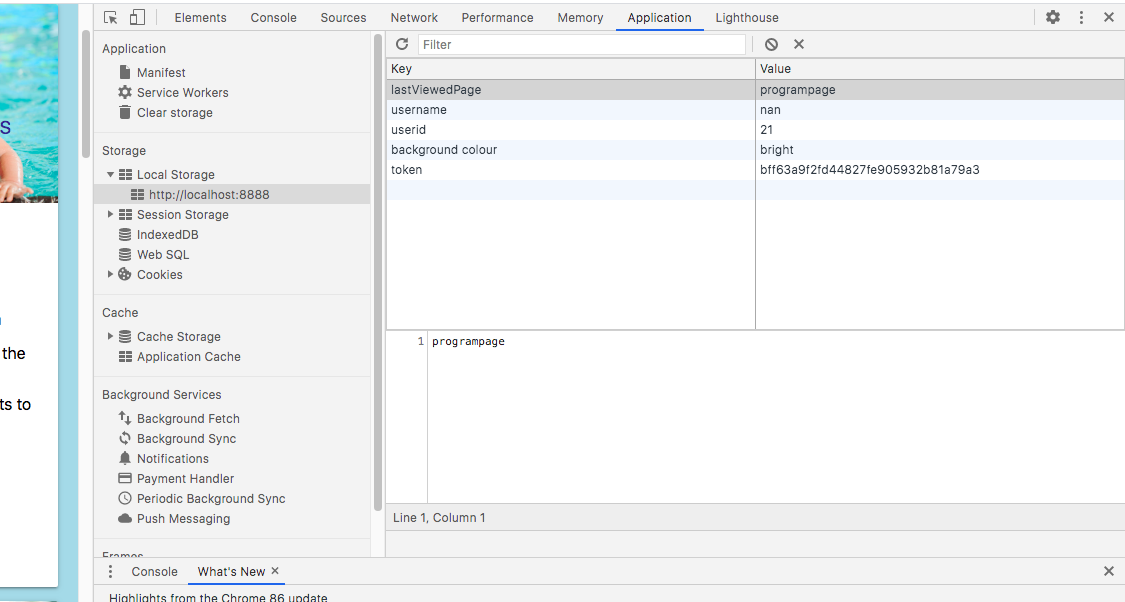 Elements Console Sources Network Performance Memory Application Lighthouse
Application
Manifest
Service Workers
Clear storage
Storage
Local Storage
http://localhost:8888
Session Storage
IndexedDB
Web SQL
Cookies
Cache
Cache Storage
Application Cache
Background Services
Background Fetch
Background Sync
Notifications
Payment Handler
Periodic Background Sync
Push Messaging
Frames
Filter
Key Value
lastViewedPage programpage
username nan
userid 21
background colour bright
token bff63a9f2fd44827fe905932b81a79a3
1 programpage
Line 1, Column 1
Console What's New
Highlights from the Chrome 86 update
s
the
ts to